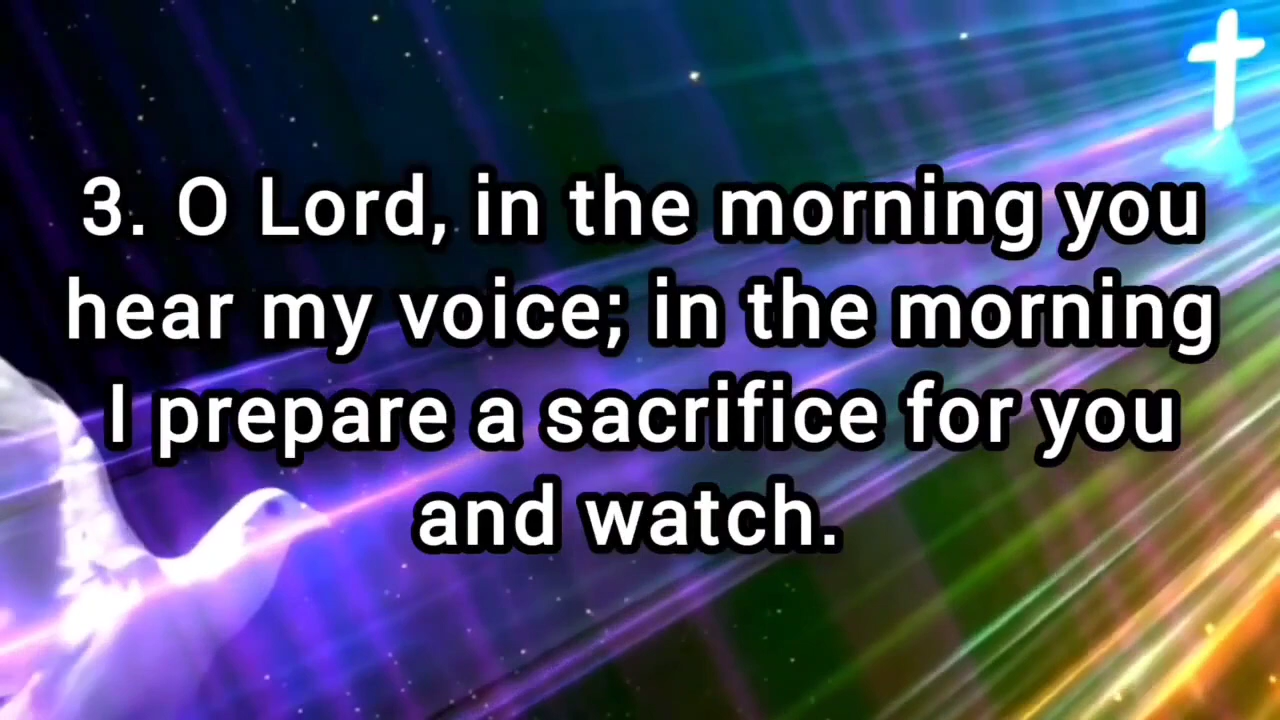 3. O Lord, in the morning you
hear my voice; in the morning
I prepare a sacrifice for you
and watch.